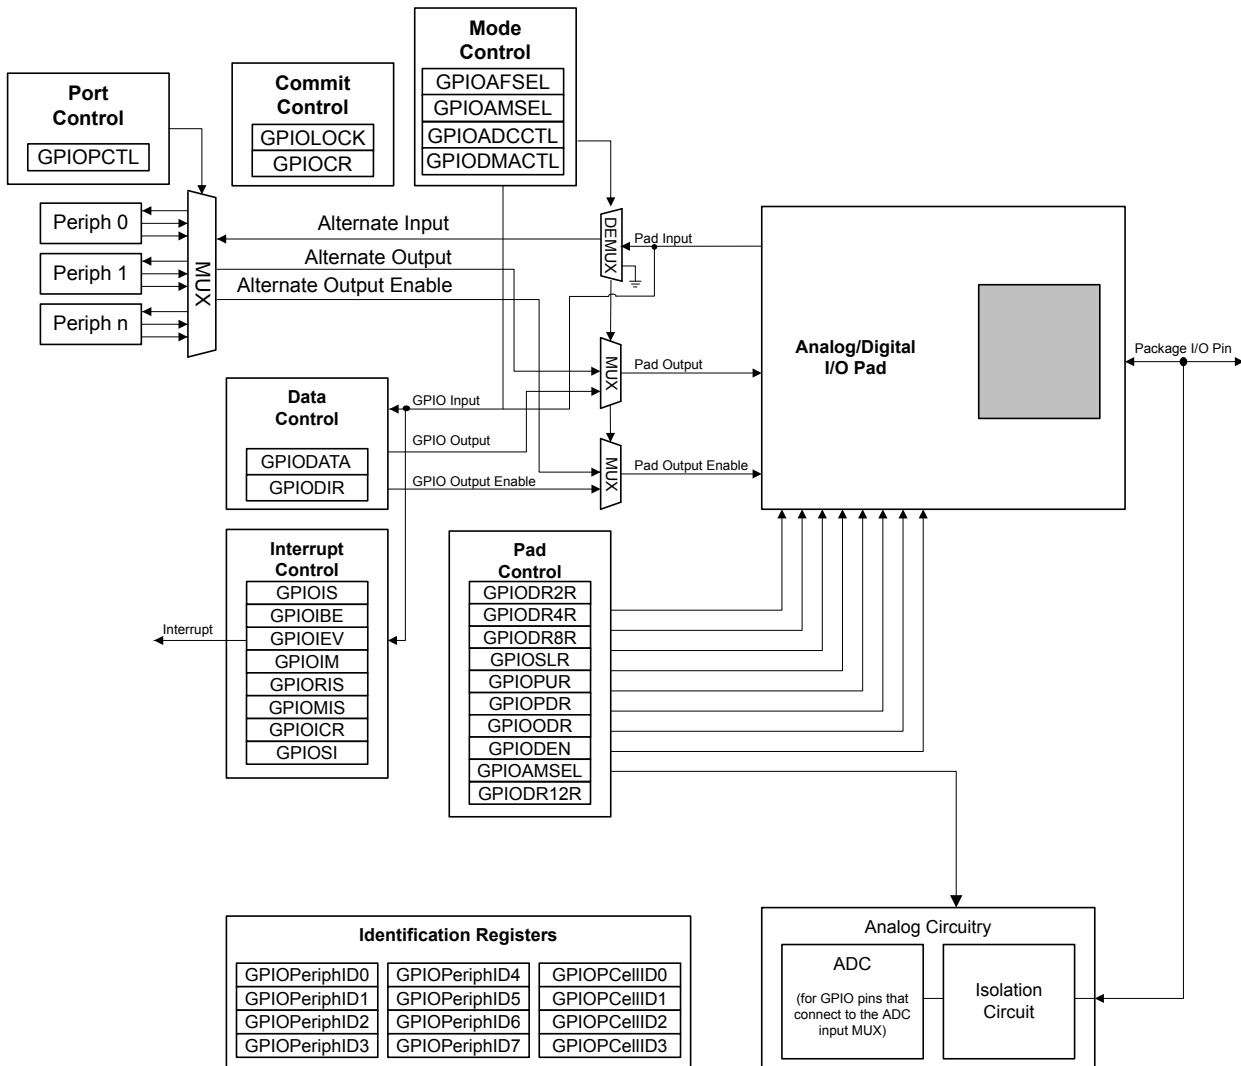 Port
Control
GPIOPCTL
Commit
Control
GPIOLOCK
GPIOCR
Mode
Control
GPIOAFSEL
GPIOAMSEL
GPIOADCCTL
GPIODMACTL
Periph 0
Periph 1
Periph n
MUX
Alternate Input
Alternate Output
Alternate Output Enable
DEMUX
Pad Input
MUX
Pad Output
MUX
Pad Output Enable
Analog/Digital
I/O Pad
Package I/O Pin
Data
Control
GPIODATA
GPIODIR
GPIO Input
GPIO Output
GPIO Output Enable
Interrupt
Control
GPIOIS
GPIOIBE
GPIOIEV
GPIOIM
GPIORIS
GPIOMIS
GPIOICR
GPIOSI
Interrupt
Pad
Control
GPIODR2R
GPIODR4R
GPIODR8R
GPIOSLR
GPIOPUR
GPIOPDR
GPIOODR
GPIODEN
GPIOAMSEL
GPIODR12R
Identification Registers
GPIOPeriphID0
GPIOPeriphID1
GPIOPeriphID2
GPIOPeriphID3
GPIOPeriphID4
GPIOPeriphID5
GPIOPeriphID6
GPIOPeriphID7
GPIOPCellID0
GPIOPCellID1
GPIOPCellID2
GPIOPCellID3
Analog Circuitry
ADC
(for GPIO pins that
connect to the ADC
input MUX)
Isolation
Circuit